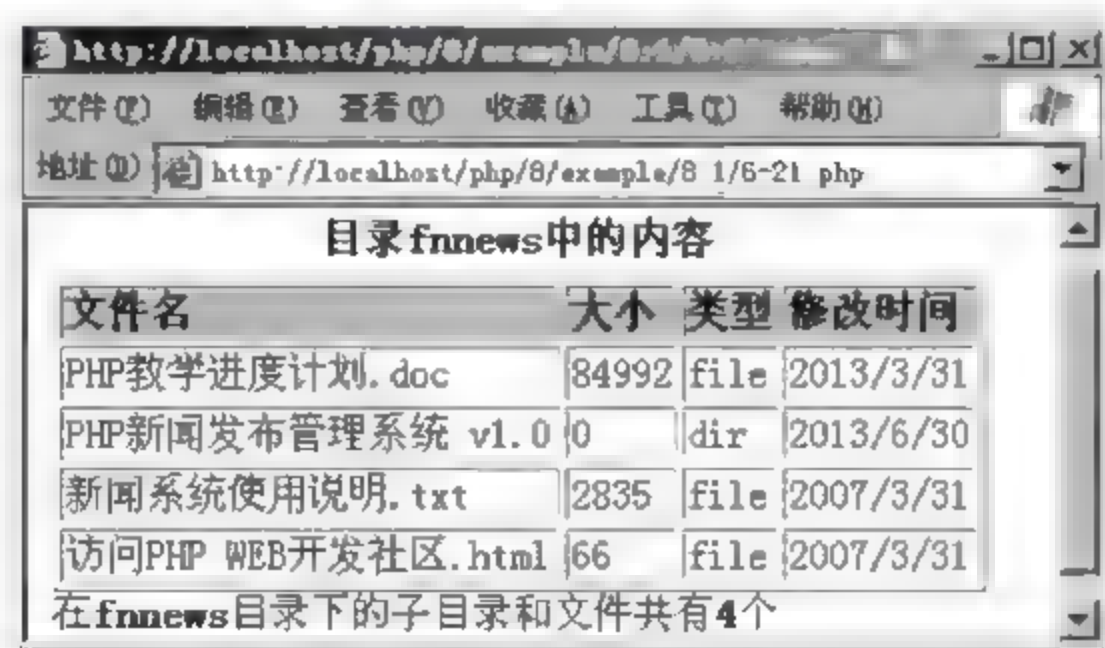 http://localhost/php/8/example/8
文件(F) 编辑(E) 查看(V) 收藏(A) 工具(T) 帮助(H)
地址(D) http://localhost/php/8/example/8 1/6-21 php
目录fnnews中的内容
文件名 大小 类型 修改时间
PHP教学进度计划.doc 84992 file 2013/3/31
PHP新闻发布管理系统 v1.0 0 dir 2013/6/30
新闻系统使用说明.txt 2835 file 2007/3/31
访问PHP WEB开发社区.html 66 file 2007/3/31
在fnnews目录下的子目录和文件共有4个